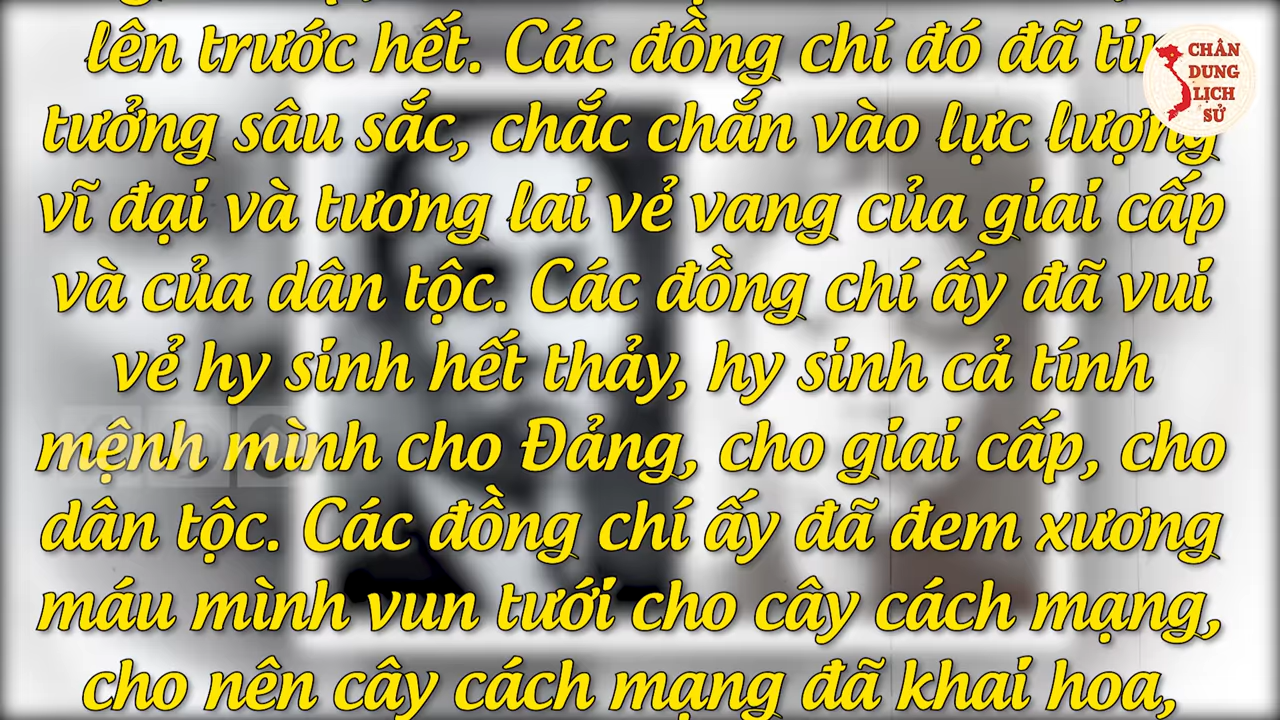 lên trước hết. Các đồng chí đó đã tin
tưởng sâu sắc, chắc chắn vào lực lượng
vĩ đại và tương lai vẻ vang của giai cấp
và của dân tộc. Các đồng chí ấy đã vui
vẻ hy sinh hết thảy, hy sinh cả tính
mệnh mình cho Đảng, cho giai cấp, cho
dân tộc. Các đồng chí ấy đã đem xương
máu mình vun tưới cho cây cách mạng,
cho nên cây cách mạng đã khai hoa,
CHÂN
DUNG
LỊCH
SỬ